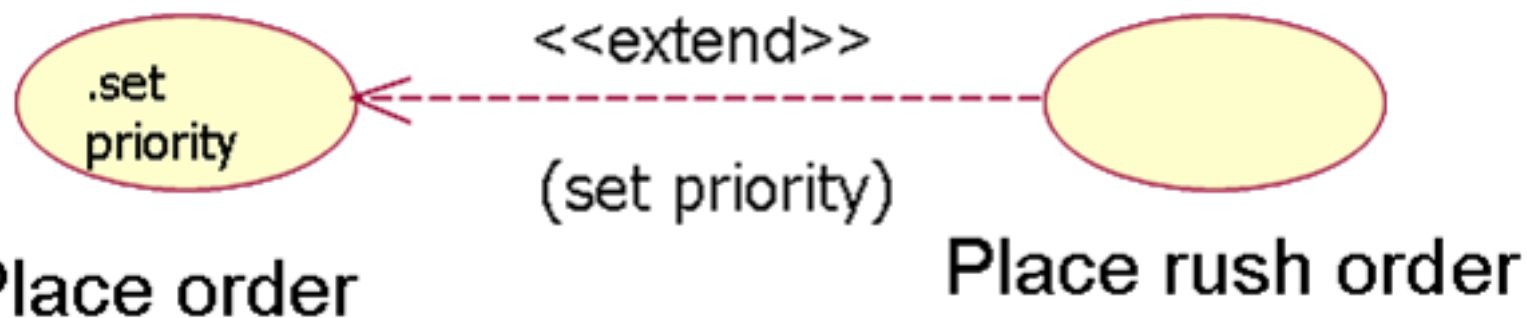 .set
priority
<<extend>>
(set priority)
Place order
Place rush order